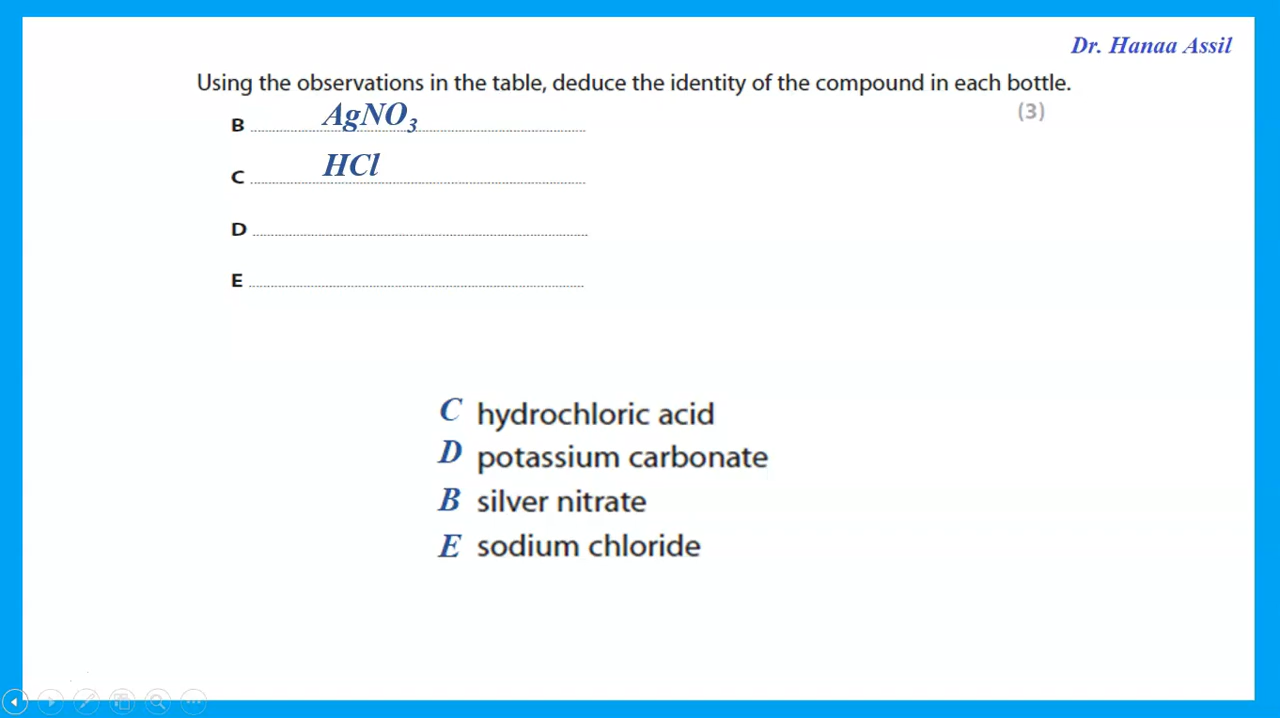 Dr. Hanaa Assil
Using the observations in the table, deduce the identity of the compound in each bottle.
(3)
B AgNO₃
C HCl
D
E
C hydrochloric acid
D potassium carbonate
B silver nitrate
E sodium chloride